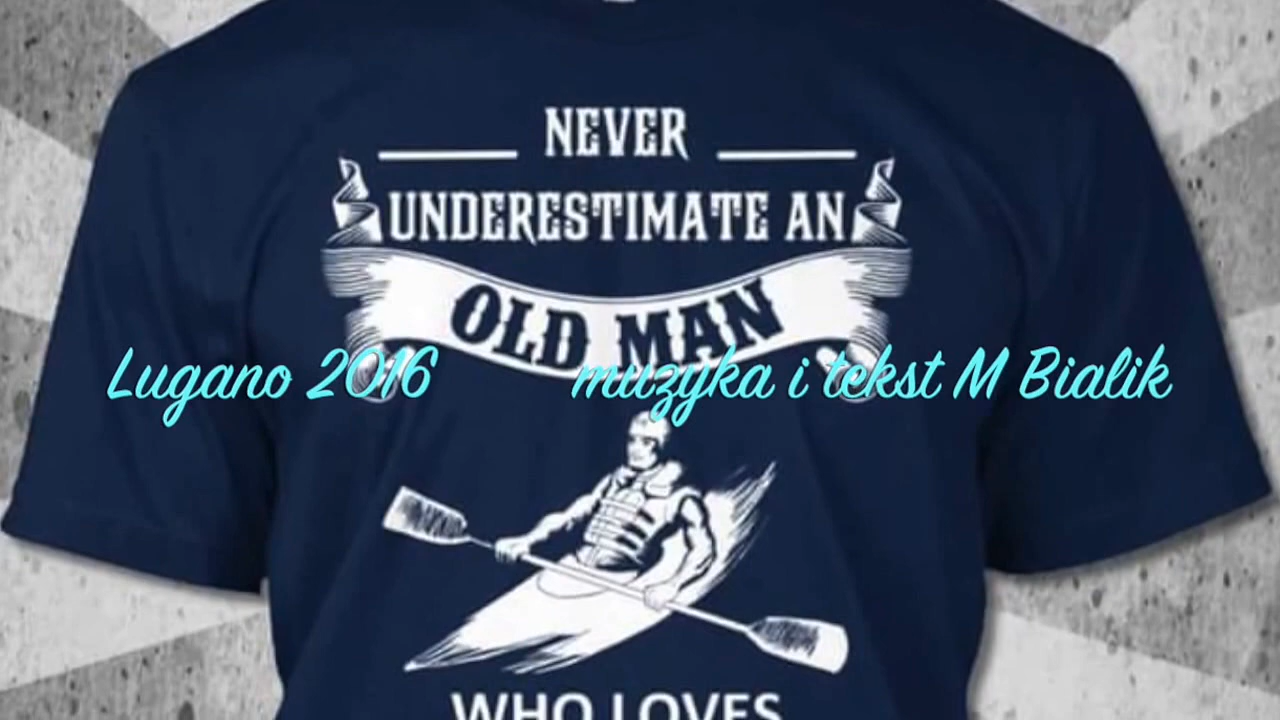 NEVER
UNDERESTIMATE AN
OLD MAN
Lugano 2016 muzyka i tekst M Bialik
WHO LOVES